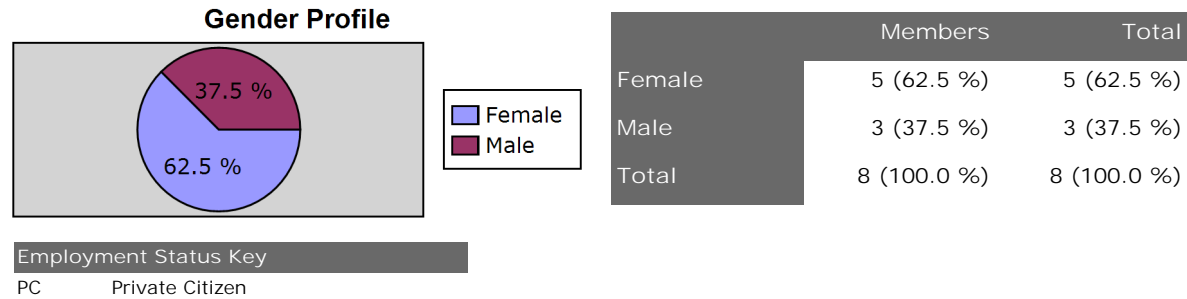 Gender Profile
37.5 %
62.5 %
Female
Male
Members Total
Female 5 (62.5 %) 5 (62.5 %)
Male 3 (37.5 %) 3 (37.5 %)
Total 8 (100.0 %) 8 (100.0 %)
Employment Status Key
PC Private Citizen